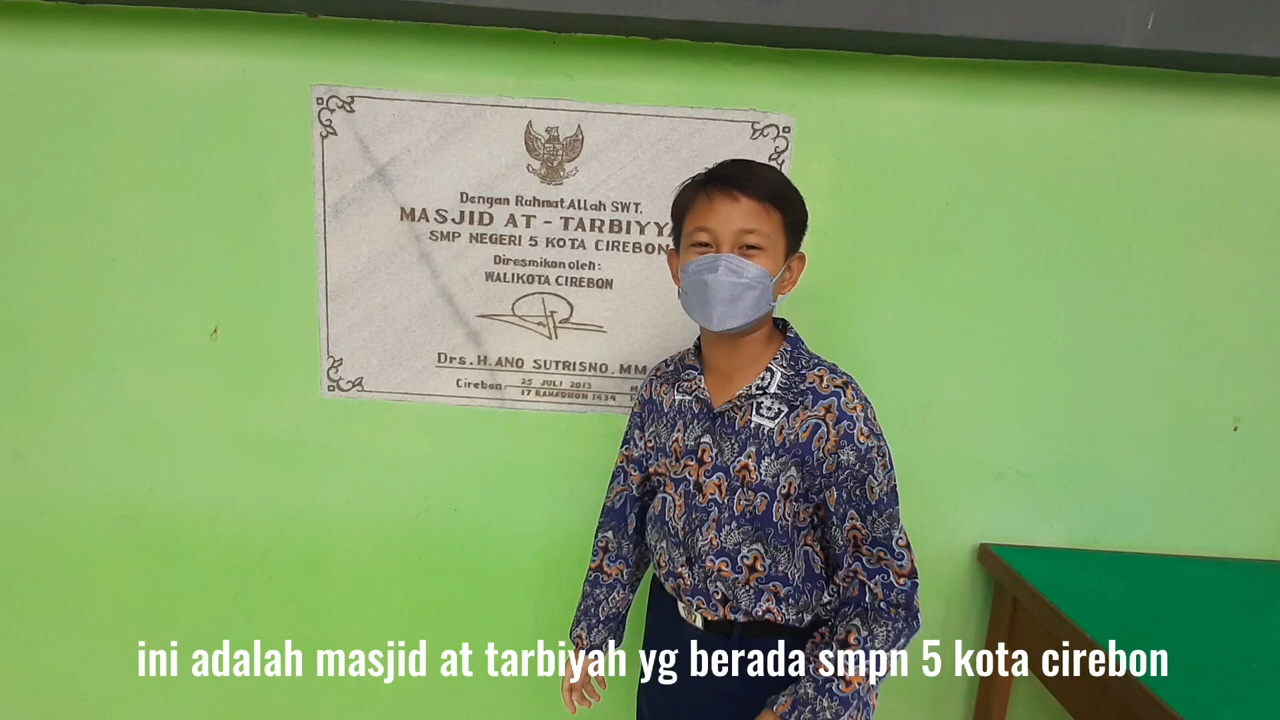 Dengan Rahmat Allah SWT.
MASJID AT - TARBIYYA
SMP NEGERI 5 KOTA CIREBON
Diresmikan oleh:
WALIKOTA CIREBON
Drs. H. ANO SUTRISNO, MM
Cirebon, 25 JULI 2013 M
17 RAMADHON 1434 H
ini adalah masjid at tarbiyah yg berada smpn 5 kota cirebon